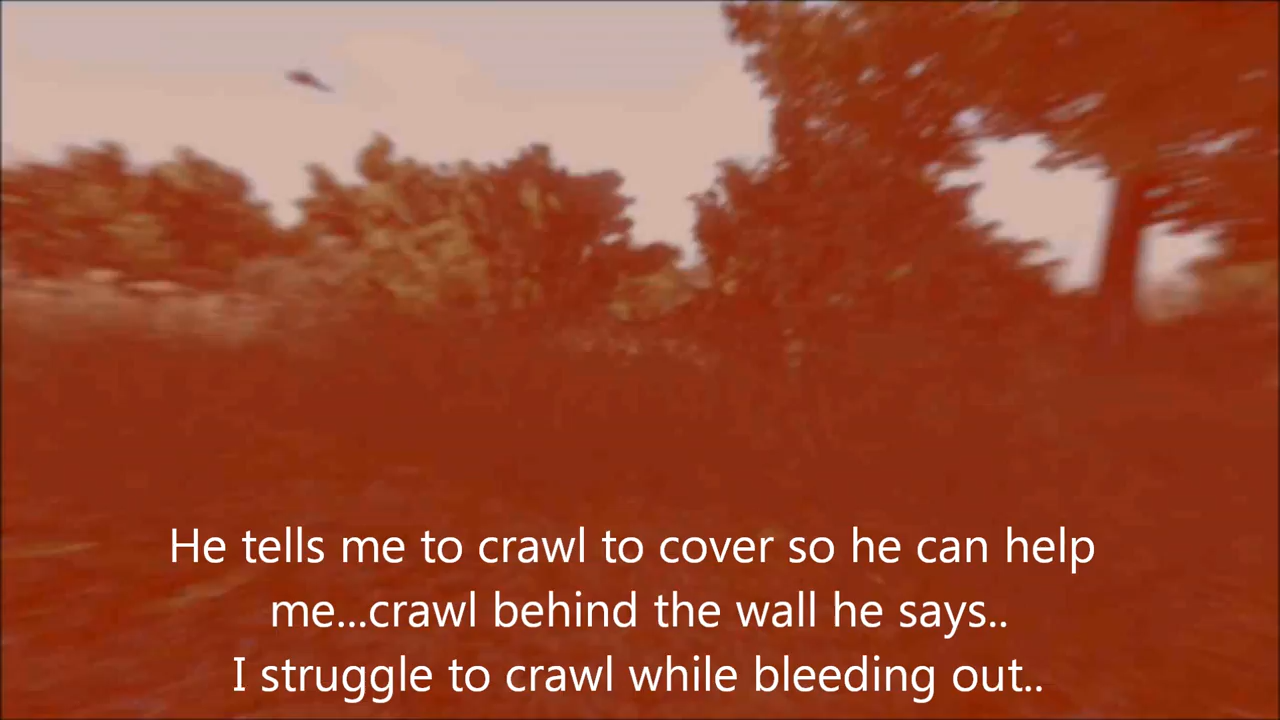 He tells me to crawl to cover so he can help
me...crawl behind the wall he says..
I struggle to crawl while bleeding out..